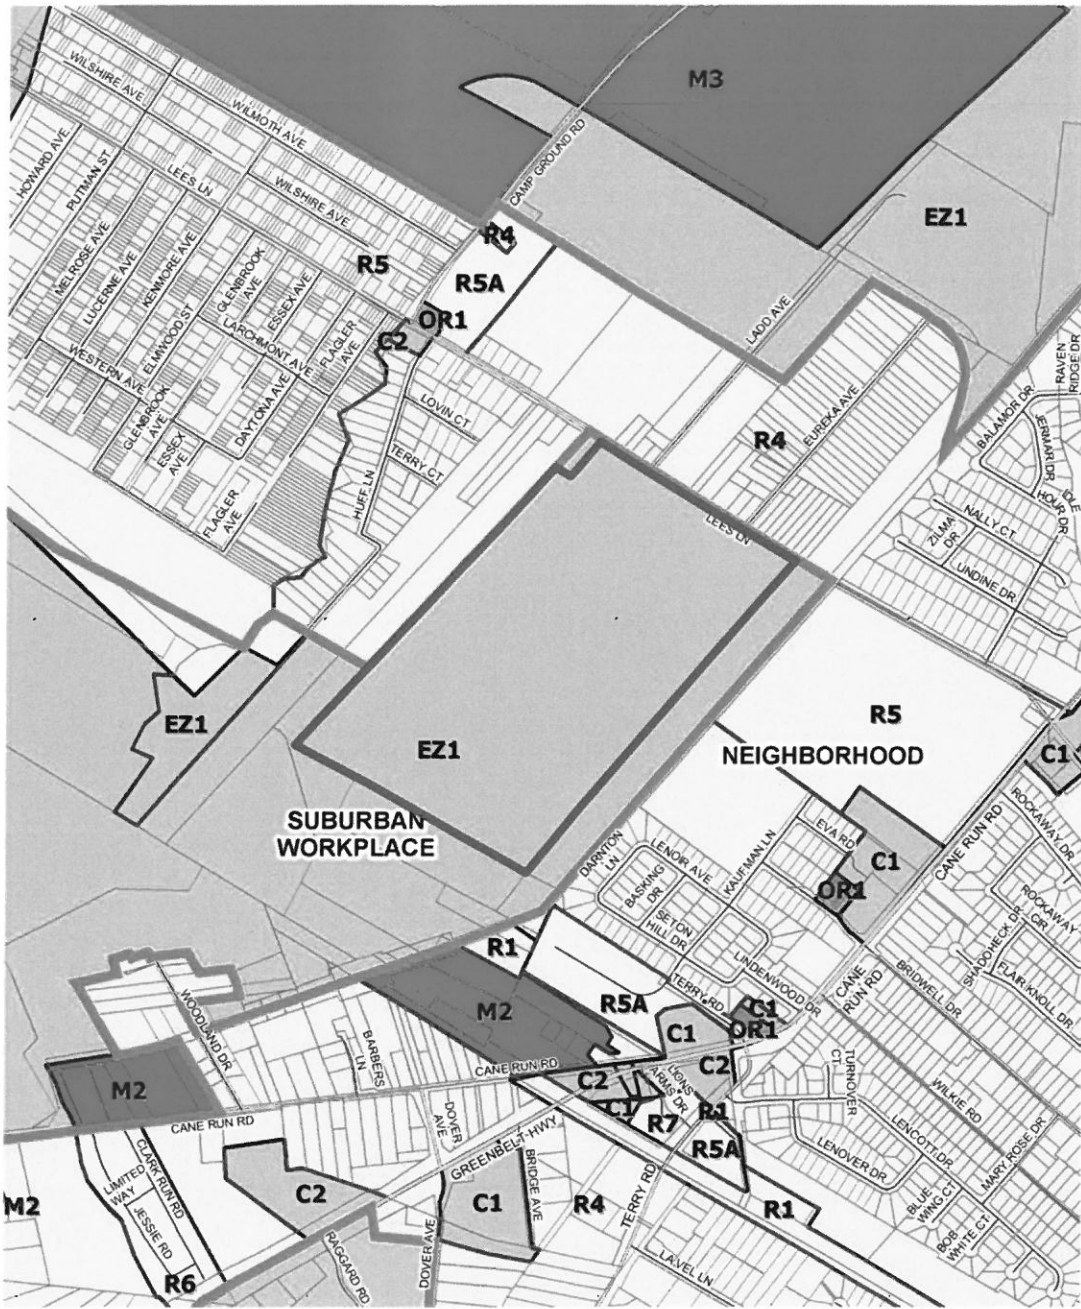 M3
WILSHIRE AVE
WILMOTH AVE
HOWARD AVE
PUTMAN ST
LEES LN
WILSHIRE AVE
CAMP GROUND RD
EZ1
R4
R5
R5A
MELROSE AVE
LUCERNE AVE
KENMORE AVE
GLENBROOK
AVE
ESSEX AVE
ELMWOOD ST
LARCHMONT AVE
FLAGLER
AVE
OR1
C2
LADD AVE
RAVEN
RIDGE DR
WESTERN AVE
GLENBROOK
AVE
ESSEX
AVE
DAYTONA AVE
LOVIN CT
TERRY CT
HUFF LN
EUREKA AVE
R4
BALAMOR DR
JERMAIR DR
IDLE
HOUR DR
FLAGLER
AVE
LEES LN
NALLY CT
ZILMA
DR
UNDINE DR
EZ1
EZ1
R5
NEIGHBORHOOD
C1
SUBURBAN
WORKPLACE
DARNTON
LN
LENOIR AVE
BASKING
DR
SETON
HILL DR
KAUFMAN LN
EVA RD
C1
OR1
CANE RUN RD
ROCKAWAY DR
ROCKAWAY
CIR
SHADOHECK DR
FLAIR KNOLL DR
R1
LINDENWOOD DR
TERRY RD
CANE
RUN RD
BRIDWELL DR
WOODLAND DR
M2
R5A
C1
C1
OR1
BARBERS
LN
CANE RUN RD
C2
C2
LIONS
ARMS DR
TURNOVER
CT
WILKIE RD
M2
CANE RUN RD
DOVER
AVE
C1
R7
R1
R5A
LENCOTT DR
LENOVER DR
MARY ROSE DR
GREENBELT HWY
CLARK RUN RD
LIMITED
WAY
JESSIE RD
C2
C1
BRIDGE AVE
R4
TERRY RD
R1
BLUE
WING CT
BOB
WHITE CT
M2
R6
RAGGARD RD
DOVER AVE
LAVEL LN